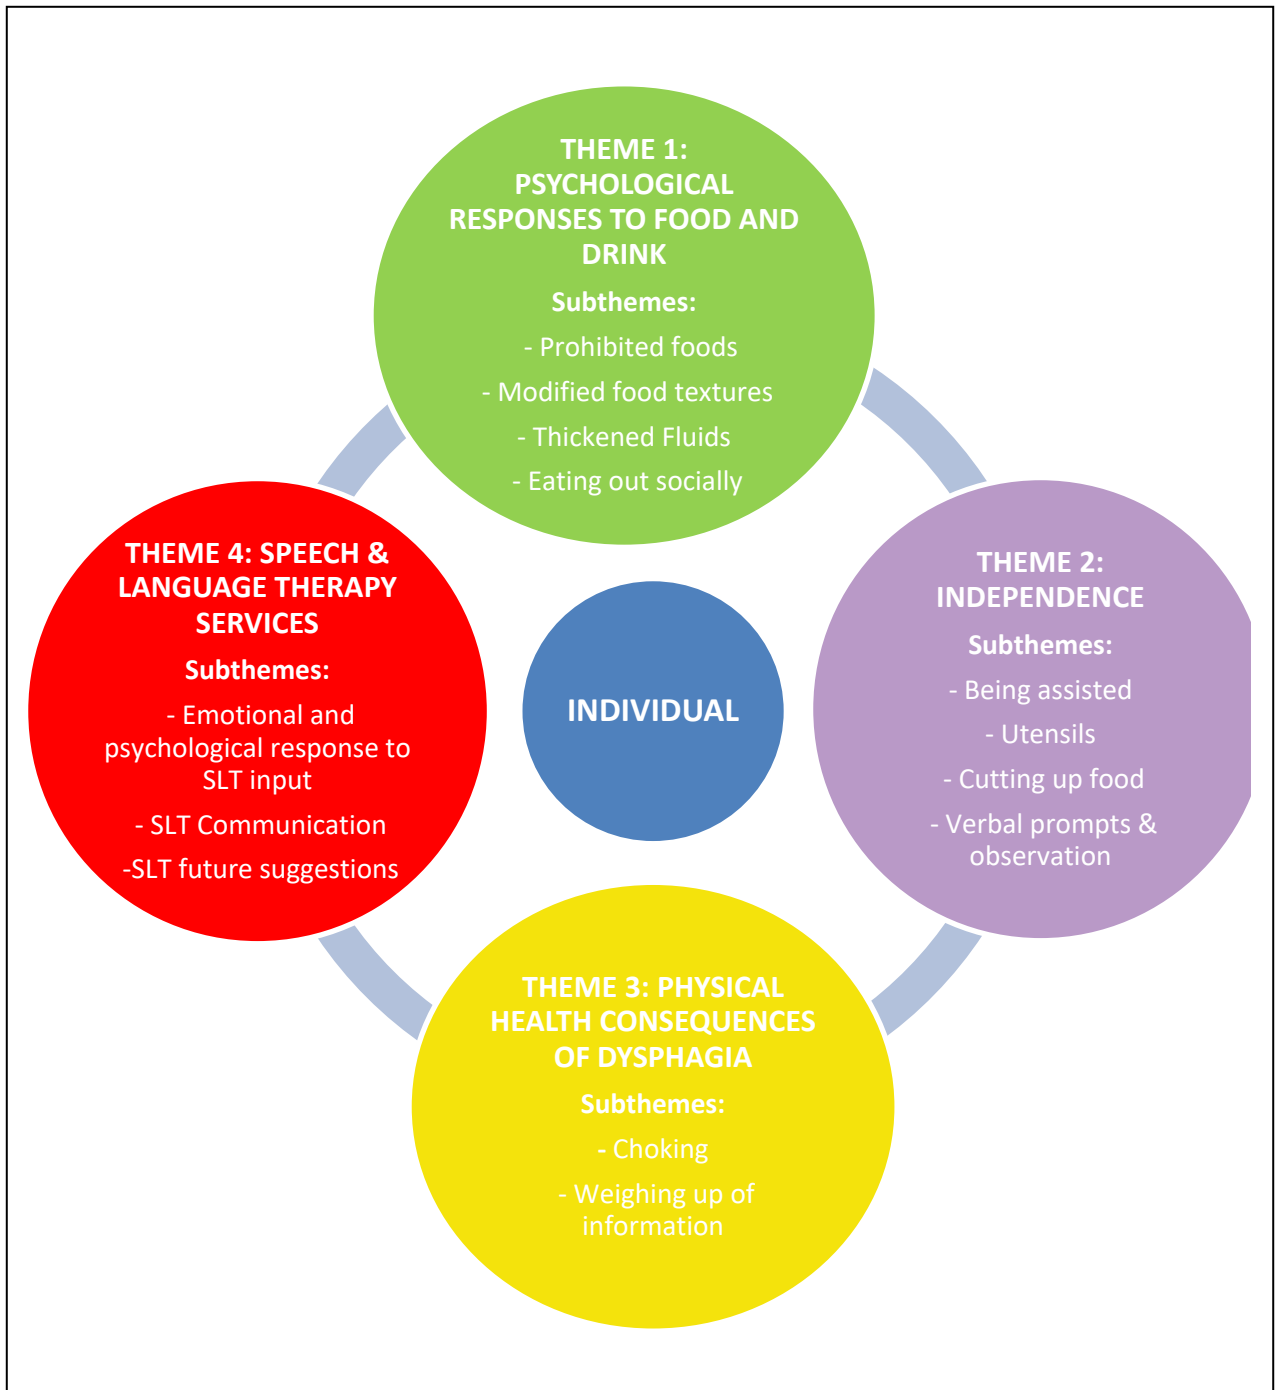 THEME 1:
PSYCHOLOGICAL
RESPONSES TO FOOD AND
DRINK
Subthemes:
- Prohibited foods
- Modified food textures
- Thickened Fluids
- Eating out socially
THEME 2:
INDEPENDENCE
Subthemes:
- Being assisted
- Utensils
- Cutting up food
- Verbal prompts &
observation
THEME 3: PHYSICAL
HEALTH CONSEQUENCES
OF DYSPHAGIA
Subthemes:
- Choking
- Weighing up of
information
THEME 4: SPEECH &
LANGUAGE THERAPY
SERVICES
Subthemes:
- Emotional and
psychological response to
SLT input
- SLT Communication
-SLT future suggestions
INDIVIDUAL